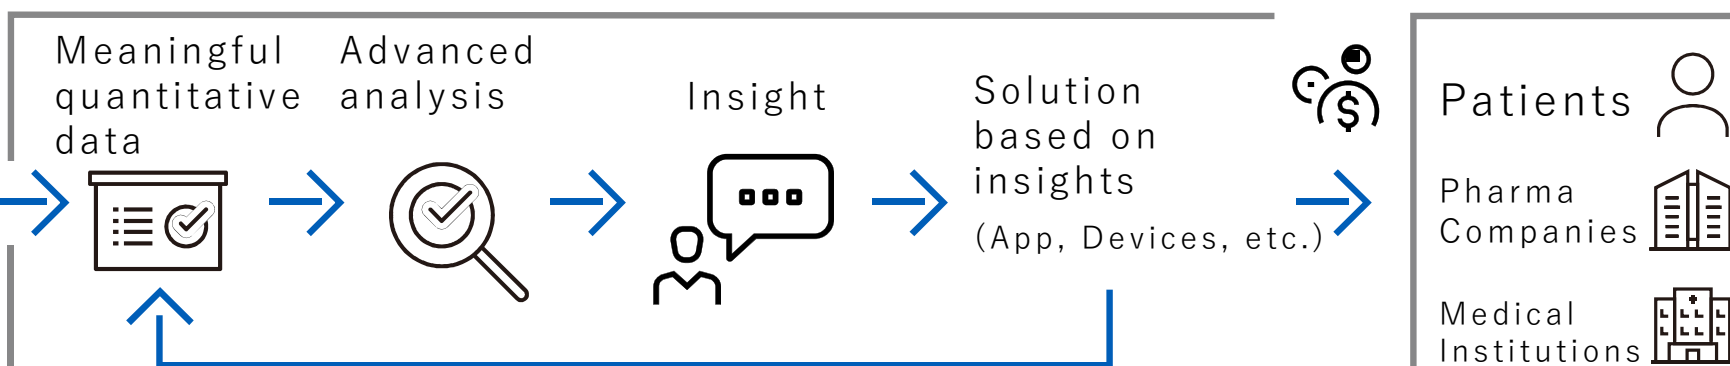 Meaningful
quantitative
data
Advanced
analysis
Insight
Solution
based on
insights
(App, Devices, etc.)
$
Patients
Pharma
Companies
Medical
Institutions